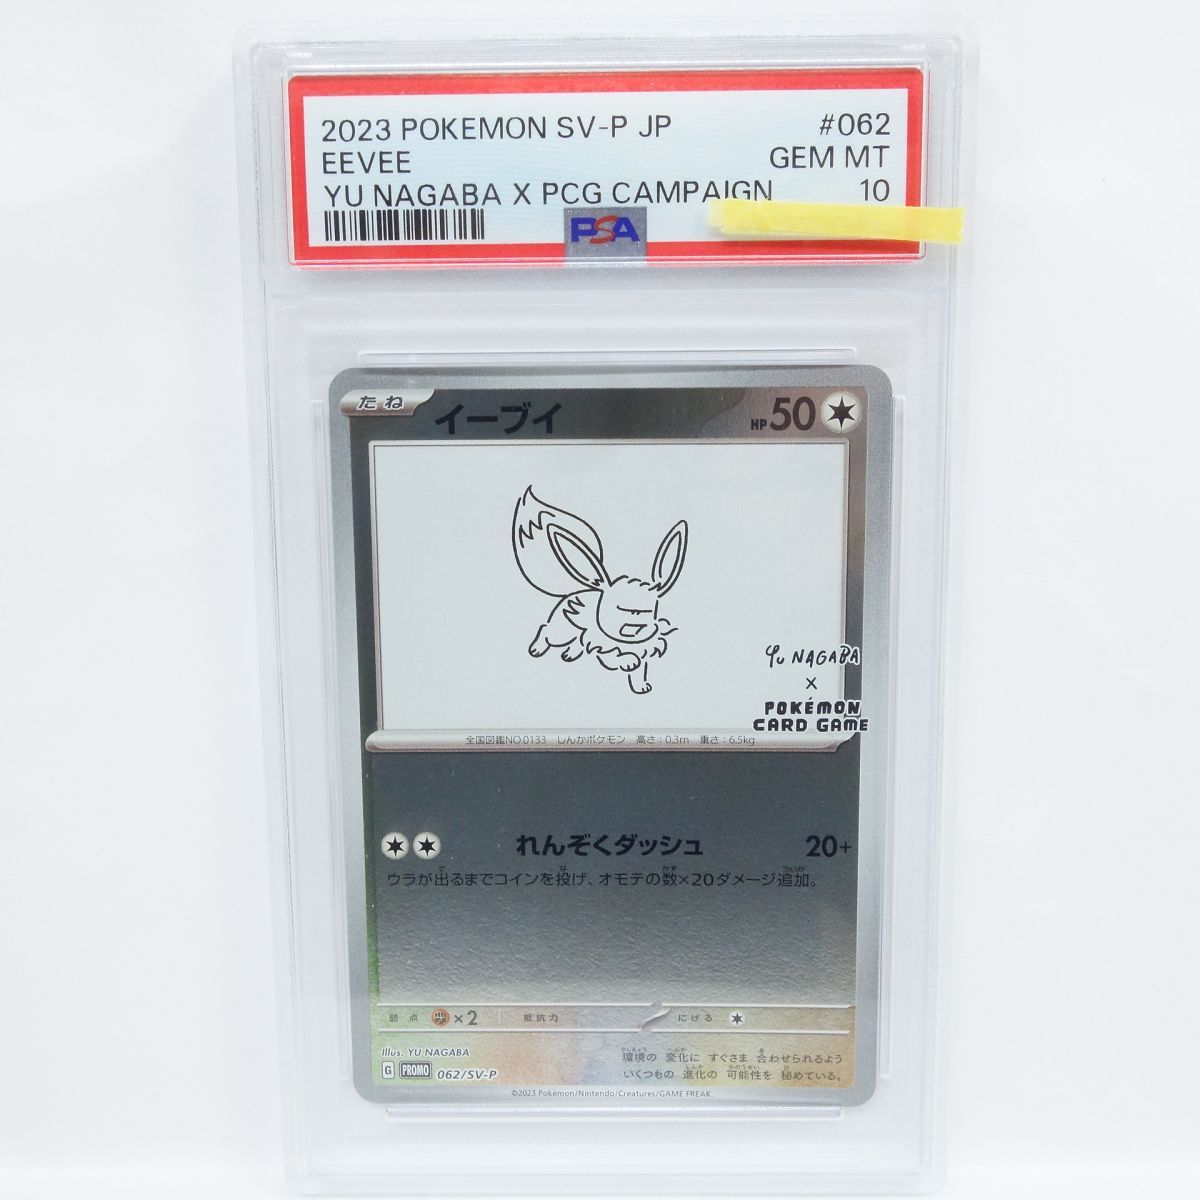 2023 POKEMON SV-P JP #062
EEVEE GEM MT
YU NAGABA X PCG CAMPAIGN 10
PSA
たね イーブイ HP 50
Yu NAGABA
X
POKÉMON
CARD GAME
全国図鑑NO.0133 しんかポケモン 高さ:0.3m 重さ:6.5kg
れんぞくダッシュ 20+
ウラが出るまでコインを投げ、オモテの数×20ダメージ追加。
弱点 ×2 抵抗力 にげる
Illus. YU NAGABA
環境の変化に すぐさま 合わせられるよう
G PROMO 062/SV-P
いくつもの 進化の 可能性を 秘めている。
©2023 Pokémon/Nintendo/Creatures/GAME FREAK.